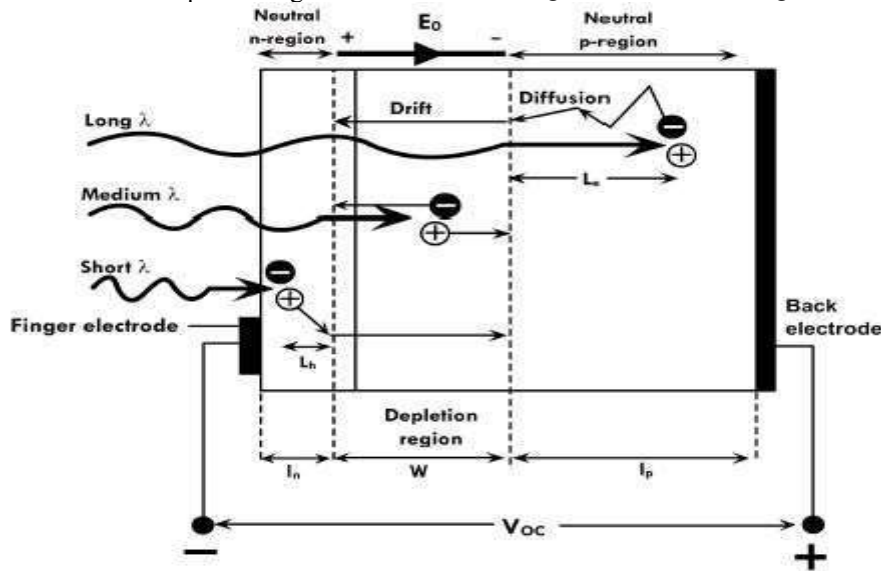 Neutral
n-region
+ E₀ −
Neutral
p-region
Drift
Diffusion
Long λ
−
+
Lₑ
Medium λ
−
+
Short λ
−
+
Finger electrode
Back
electrode
Lₕ
Depletion
region
lₙ
W
lₚ
V_OC
−
+